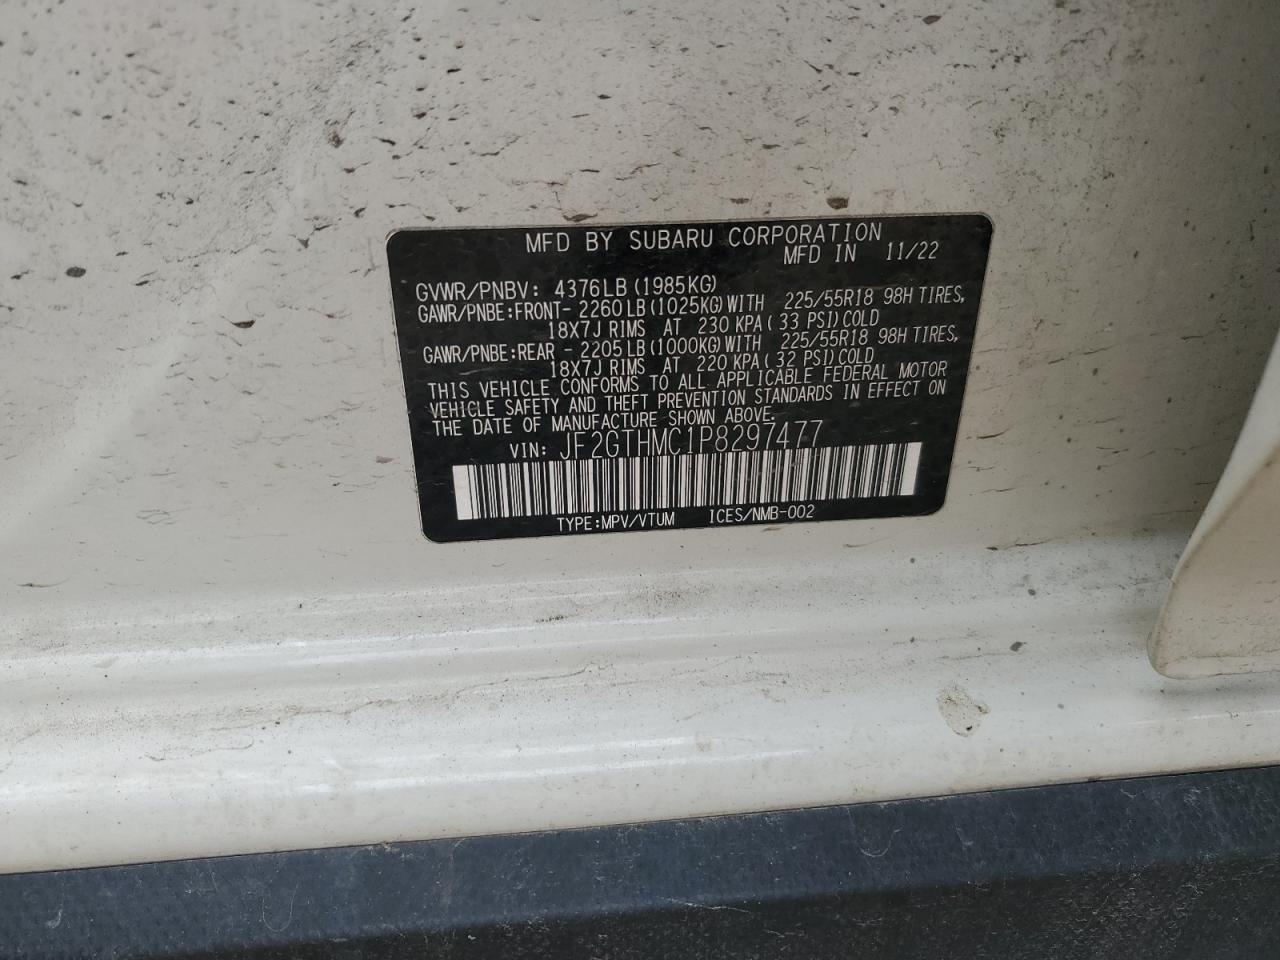 MFD BY SUBARU CORPORATION
MFD IN 11/22
GVWR/PNBV: 4376LB(1985KG)
GAWR/PNBE:FRONT- 2260LB(1025KG)WITH 225/55R18 98H TIRES,
18X7J RIMS AT 230 KPA(33 PSI)COLD
GAWR/PNBE:REAR - 2205LB(1000KG)WITH 225/55R18 98H TIRES,
18X7J RIMS AT 220 KPA(32 PSI)COLD
THIS VEHICLE CONFORMS TO ALL APPLICABLE FEDERAL MOTOR
VEHICLE SAFETY AND THEFT PREVENTION STANDARDS IN EFFECT ON
THE DATE OF MANUFACTURE SHOWN ABOVE.
VIN: JF2GTHMC1P8297477
TYPE:MPV/VTUM ICES/NMB-002